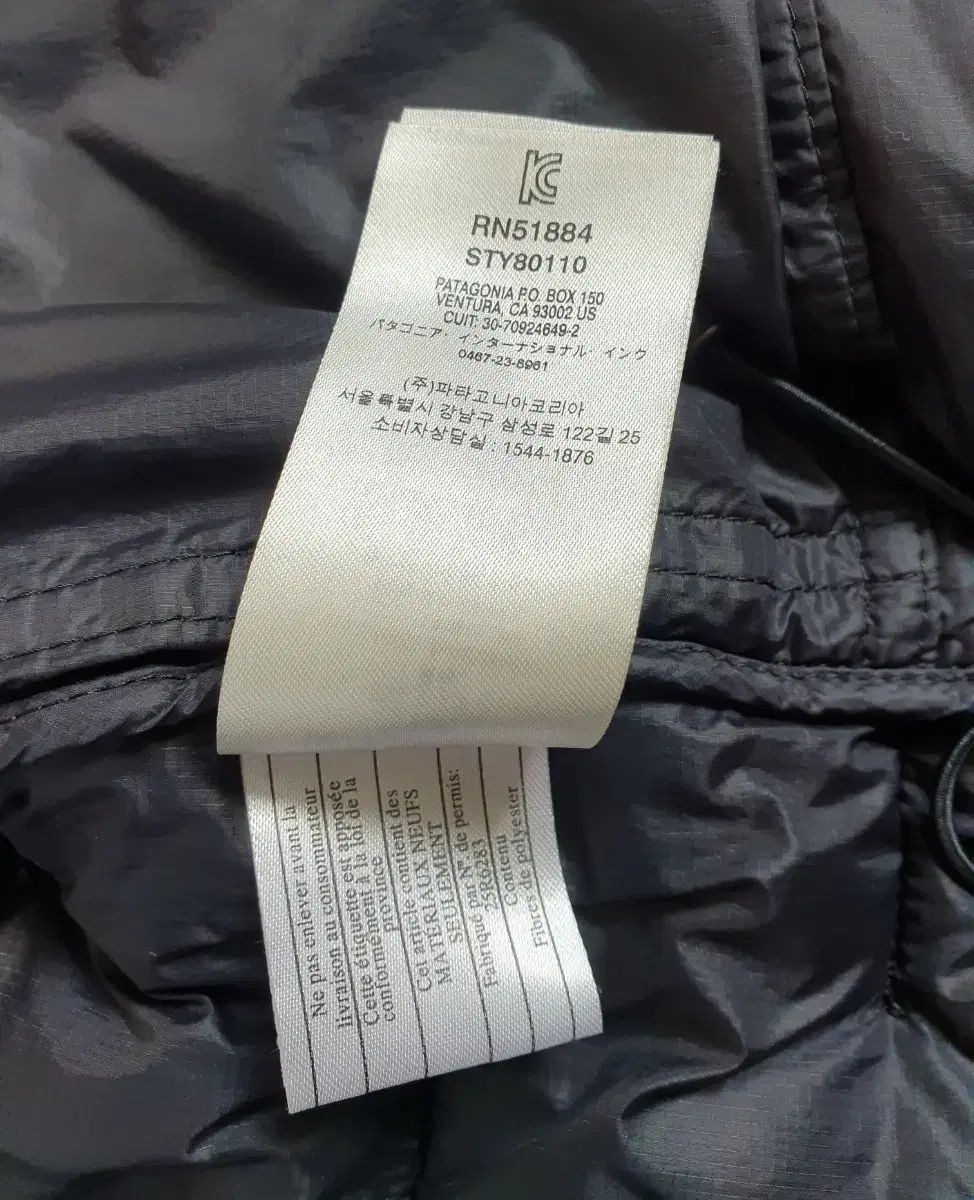 KC
RN51884
STY80110
PATAGONIA P.O. BOX 150
VENTURA, CA 93002 US
CUIT: 30-70924649-2
パタゴニア・インターナショナル・インク
0467-23-8961
(주)파타고니아코리아
서울특별시 강남구 삼성로 122길 25
소비자상담실 : 1544-1876
Ne pas enlever avant la
livraison au consommateur
Cette étiquette est apposée
conformément à la loi de la
province
Cet article contient des
MATÉRIAUX NEUFS
SEULEMENT
Fabriqué par N°. de permis:
25R6283
Contenu
Fibres
de polyester